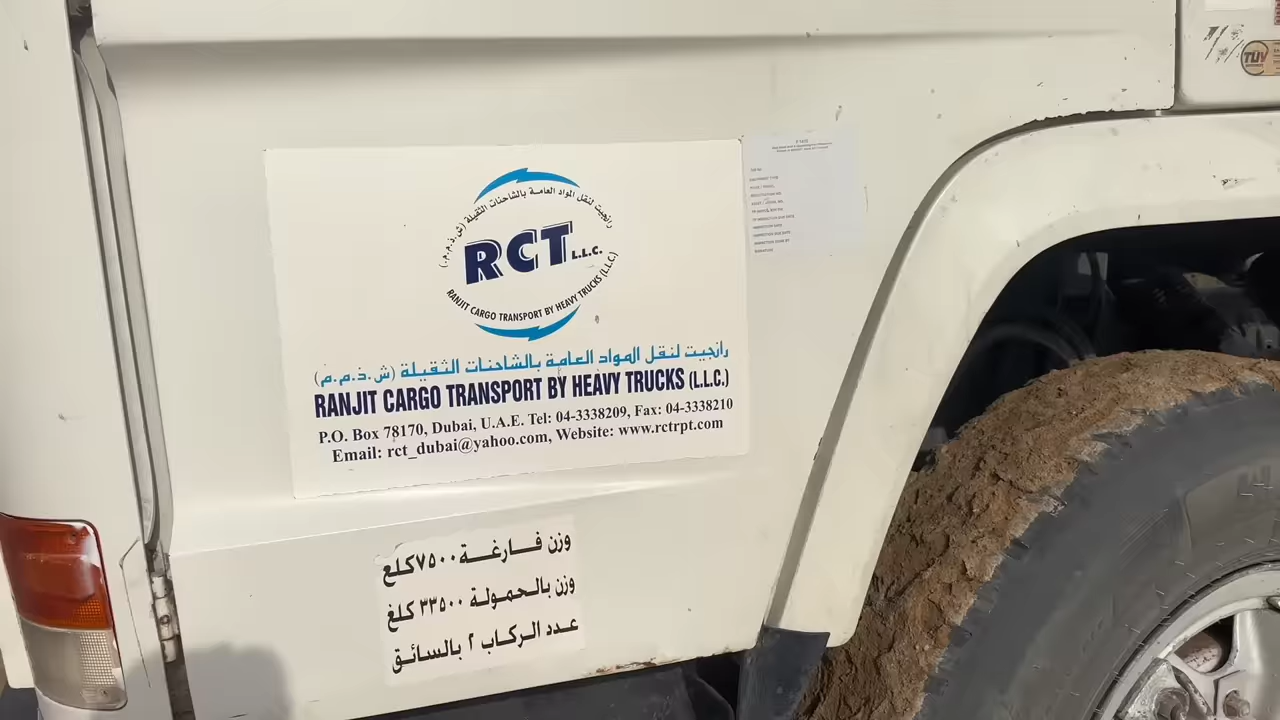 رانجيت لنقل المواد العامة بالشاحنات الثقيلة (ش.ذ.م.م.)
RCT L.L.C.
RANJIT CARGO TRANSPORT BY HEAVY TRUCKS (L.L.C)
رانجيت لنقل المواد العامة بالشاحنات الثقيلة (ش.ذ.م.م)
RANJIT CARGO TRANSPORT BY HEAVY TRUCKS (L.L.C.)
P.O. Box 78170, Dubai, U.A.E. Tel: 04-3338209, Fax: 04-3338210
Email: rct_dubai@yahoo.com, Website: www.rctrpt.com
وزن فارغة ٧٥٠٠ كلغ
وزن بالحمولة ٣٣٥٠٠ كلغ
عدد الركاب ٢ بالسائق
TÜV